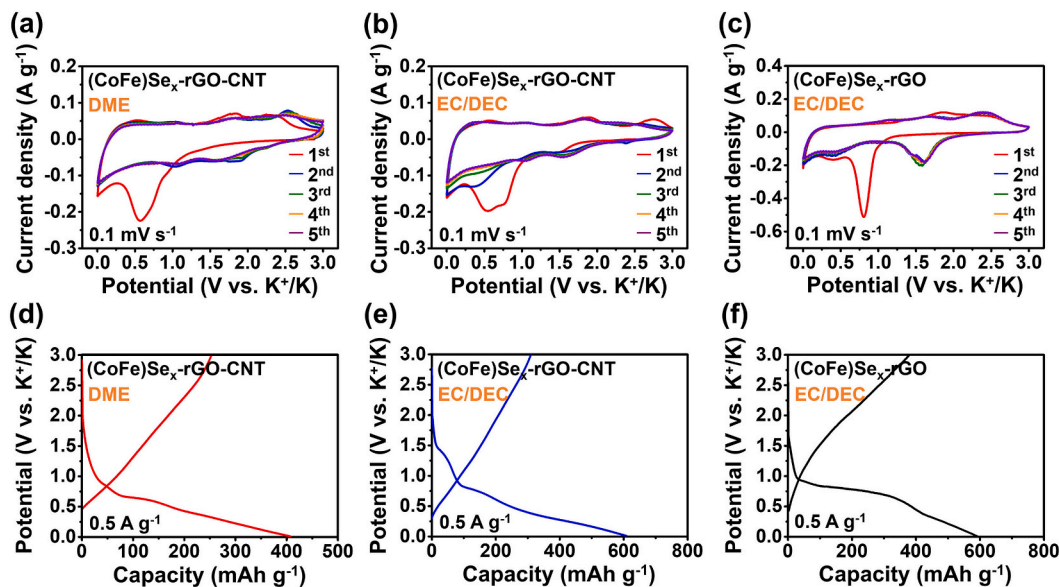 (a)
(CoFe)Seₓ-rGO-CNT
DME
Current density (A g⁻¹)
0.2
0.1
0.0
-0.1
-0.2
-0.3
1ˢᵗ
2ⁿᵈ
3ʳᵈ
4ᵗʰ
5ᵗʰ
0.1 mV s⁻¹
0.0 0.5 1.0 1.5 2.0 2.5 3.0
Potential (V vs. K⁺/K)
(b)
(CoFe)Seₓ-rGO-CNT
EC/DEC
Current density (A g⁻¹)
0.2
0.1
0.0
-0.1
-0.2
-0.3
1ˢᵗ
2ⁿᵈ
3ʳᵈ
4ᵗʰ
5ᵗʰ
0.1 mV s⁻¹
0.0 0.5 1.0 1.5 2.0 2.5 3.0
Potential (V vs. K⁺/K)
(c)
(CoFe)Seₓ-rGO
EC/DEC
Current density (A g⁻¹)
0.4
0.2
0.0
-0.2
-0.4
-0.6
1ˢᵗ
2ⁿᵈ
3ʳᵈ
4ᵗʰ
5ᵗʰ
0.1 mV s⁻¹
0.0 0.5 1.0 1.5 2.0 2.5 3.0
Potential (V vs. K⁺/K)
(d)
(CoFe)Seₓ-rGO-CNT
DME
Potential (V vs. K⁺/K)
3.0
2.5
2.0
1.5
1.0
0.5
0.0
0.5 A g⁻¹
0 100 200 300 400 500
Capacity (mAh g⁻¹)
(e)
(CoFe)Seₓ-rGO-CNT
EC/DEC
Potential (V vs. K⁺/K)
3.0
2.5
2.0
1.5
1.0
0.5
0.0
0.5 A g⁻¹
0 200 400 600 800
Capacity (mAh g⁻¹)
(f)
(CoFe)Seₓ-rGO
EC/DEC
Potential (V vs. K⁺/K)
3.0
2.5
2.0
1.5
1.0
0.5
0.0
0.5 A g⁻¹
0 200 400 600 800
Capacity (mAh g⁻¹)